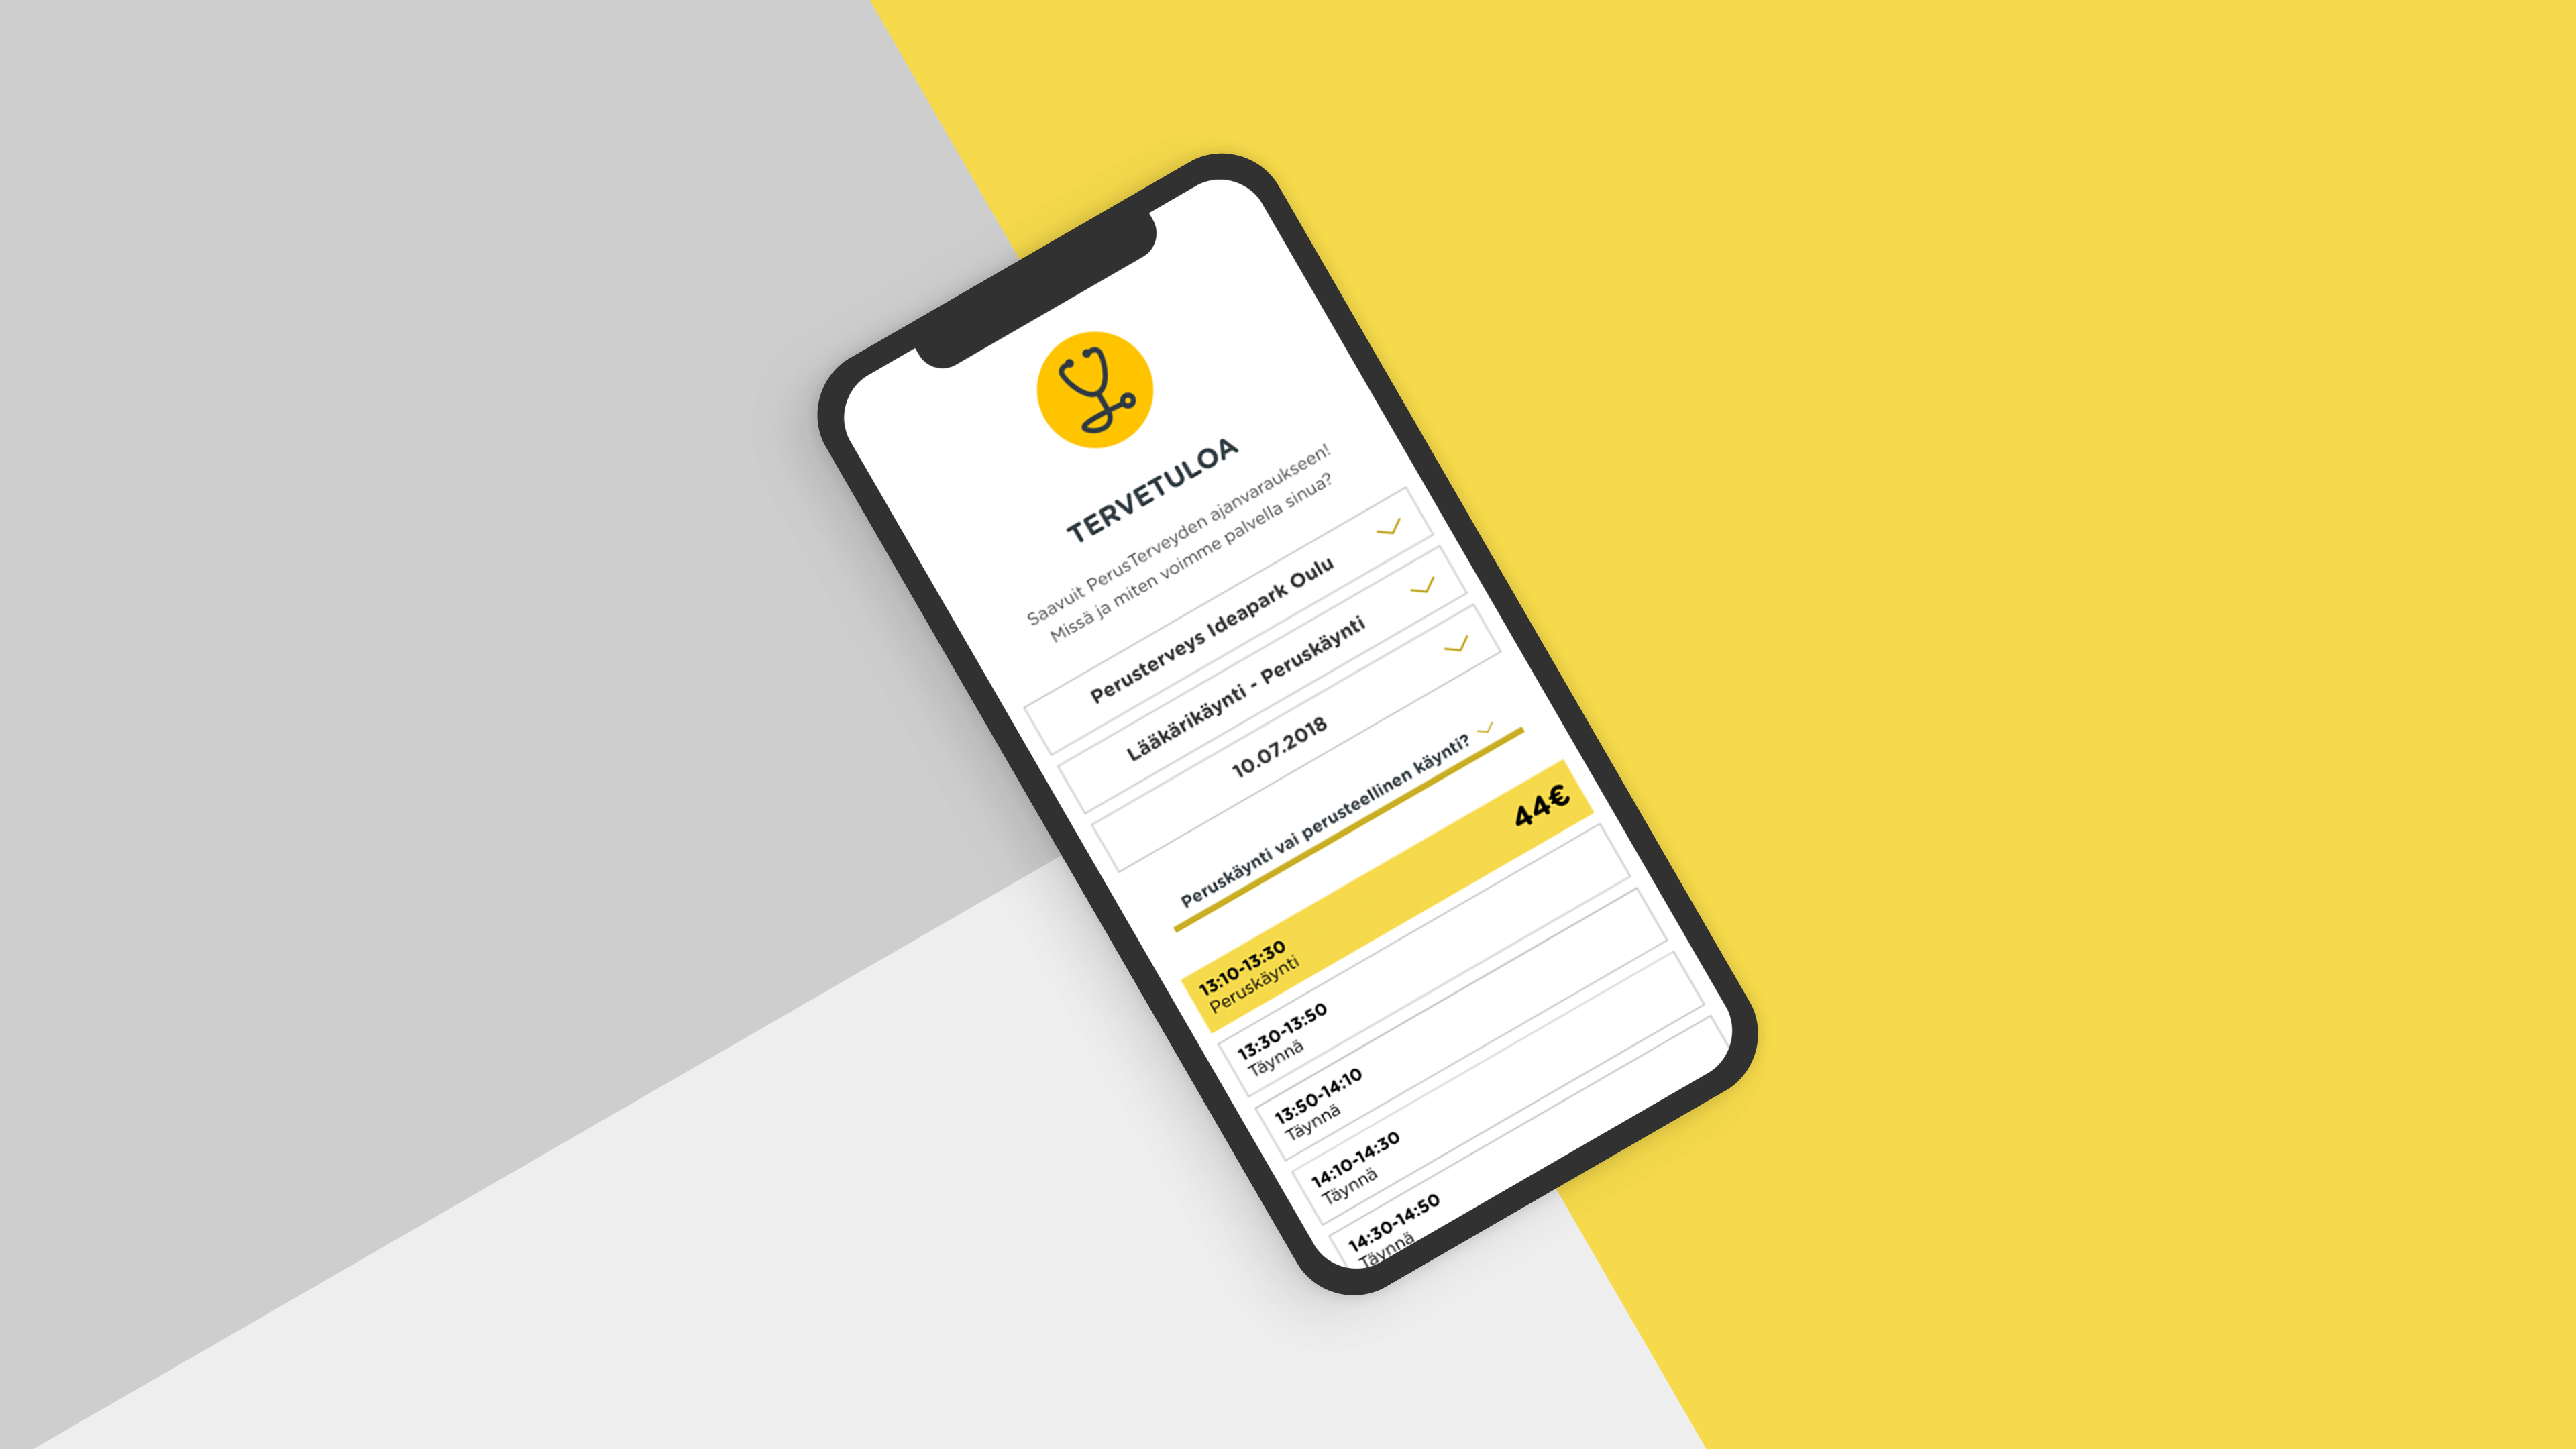 TERVETULOA
Saavuit PerusTerveyden ajanvaraukseen!
Missä ja miten voimme palvella sinua?
Perusterveys Ideapark Oulu
Lääkärikäynti - Peruskäynti
10.07.2018
Peruskäynti vai perusteellinen käynti?
44€
13:10-13:30
Peruskäynti
13:30-13:50
Täynnä
13:50-14:10
Täynnä
14:10-14:30
Täynnä
14:30-14:50
Täynnä